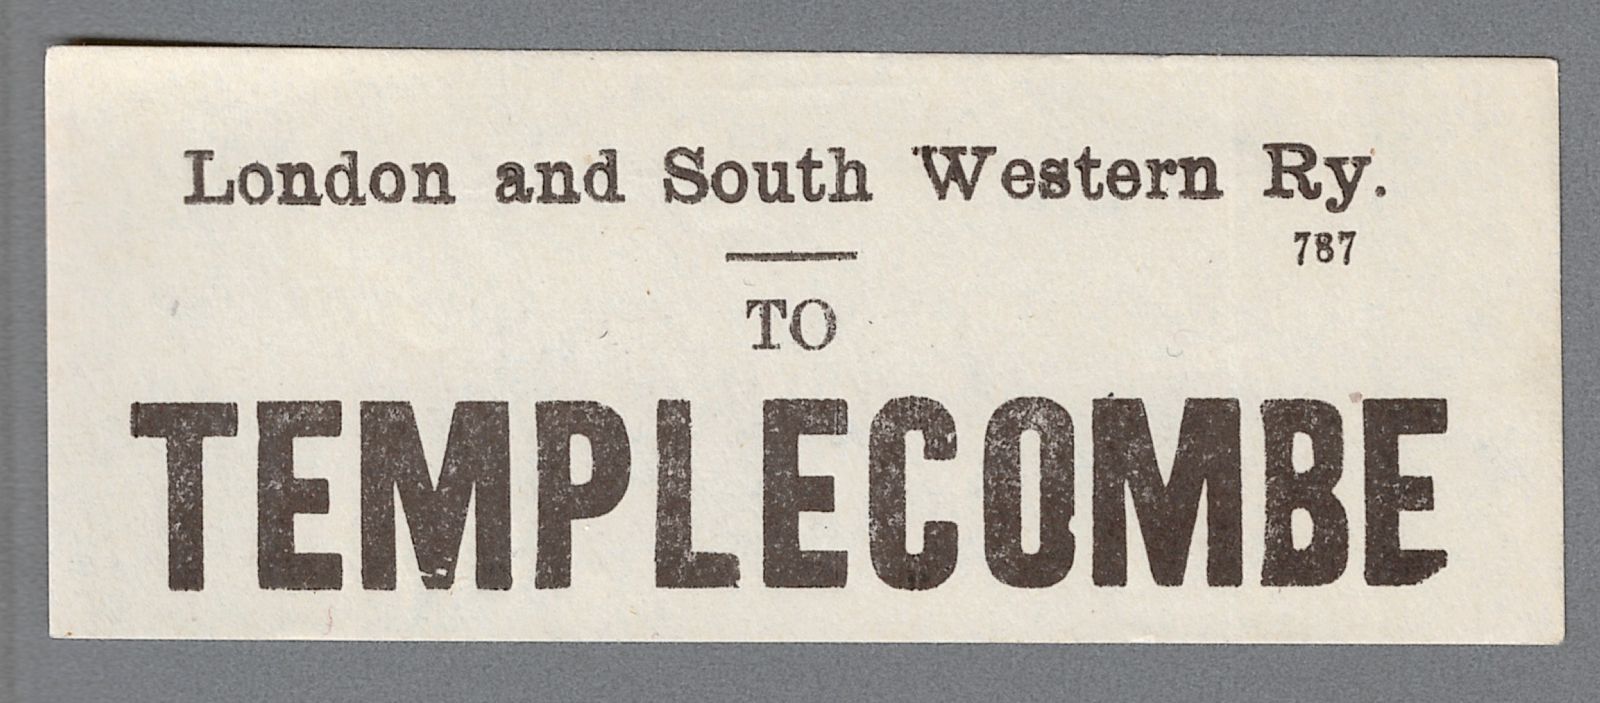 London and South Western Ry.
787
TO
TEMPLECOMBE